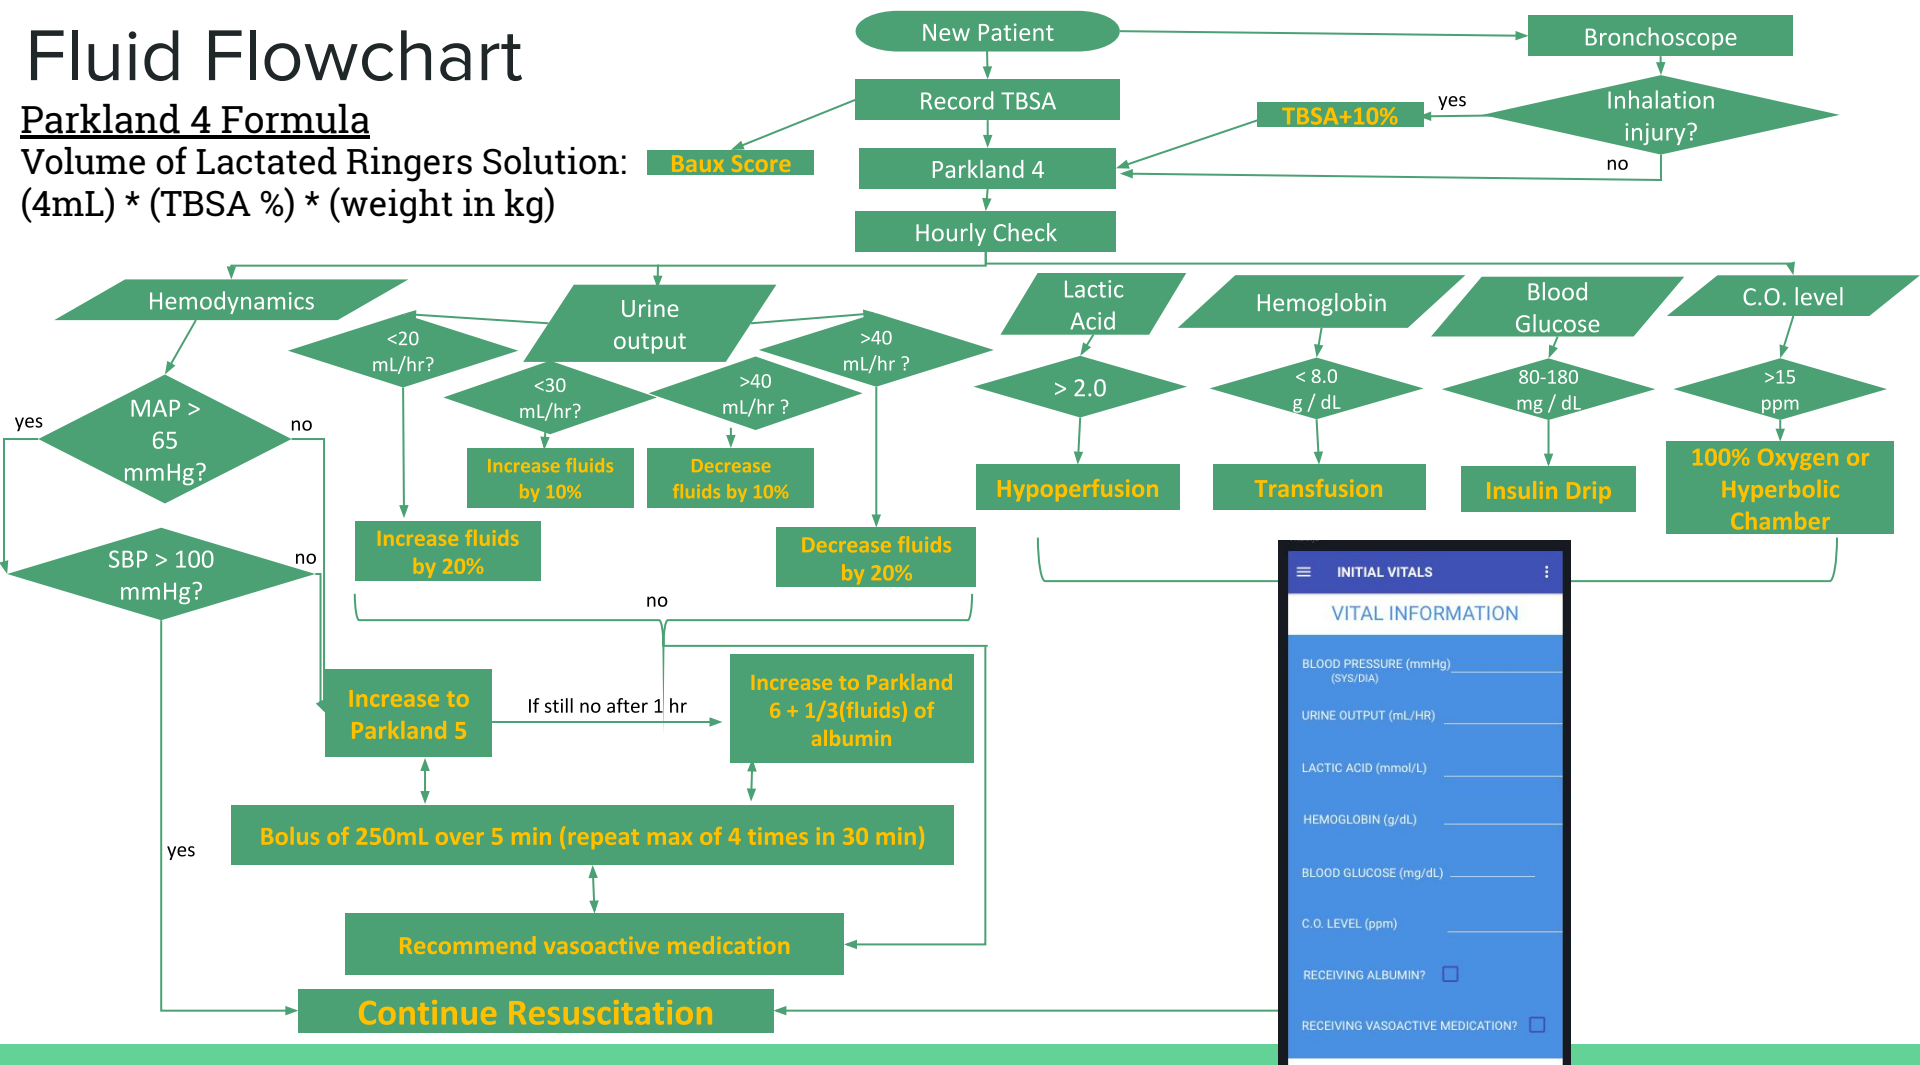 Fluid Flowchart
Parkland 4 Formula
Volume of Lactated Ringers Solution:
(4mL) * (TBSA %) * (weight in kg)
New Patient
Bronchoscope
Record TBSA
Inhalation
injury?
yes
no
TBSA+10%
Baux Score
Parkland 4
Hourly Check
Hemodynamics
Urine
output
Lactic
Acid
Hemoglobin
Blood
Glucose
C.O. level
<20
mL/hr?
<30
mL/hr?
>40
mL/hr ?
>40
mL/hr ?
> 2.0
< 8.0
g / dL
80-180
mg / dL
>15
ppm
MAP >
65
mmHg?
yes
no
Increase fluids
by 10%
Decrease
fluids by 10%
Hypoperfusion
Transfusion
Insulin Drip
100% Oxygen or
Hyperbolic
Chamber
SBP > 100
mmHg?
no
Increase fluids
by 20%
Decrease fluids
by 20%
no
Increase to
Parkland 5
If still no after 1 hr
Increase to Parkland
6 + 1/3(fluids) of
albumin
Bolus of 250mL over 5 min (repeat max of 4 times in 30 min)
yes
Recommend vasoactive medication
Continue Resuscitation
INITIAL VITALS
VITAL INFORMATION
BLOOD PRESSURE (mmHg)
(SYS/DIA)
URINE OUTPUT (mL/HR)
LACTIC ACID (mmol/L)
HEMOGLOBIN (g/dL)
BLOOD GLUCOSE (mg/dL)
C.O. LEVEL (ppm)
RECEIVING ALBUMIN?
RECEIVING VASOACTIVE MEDICATION?